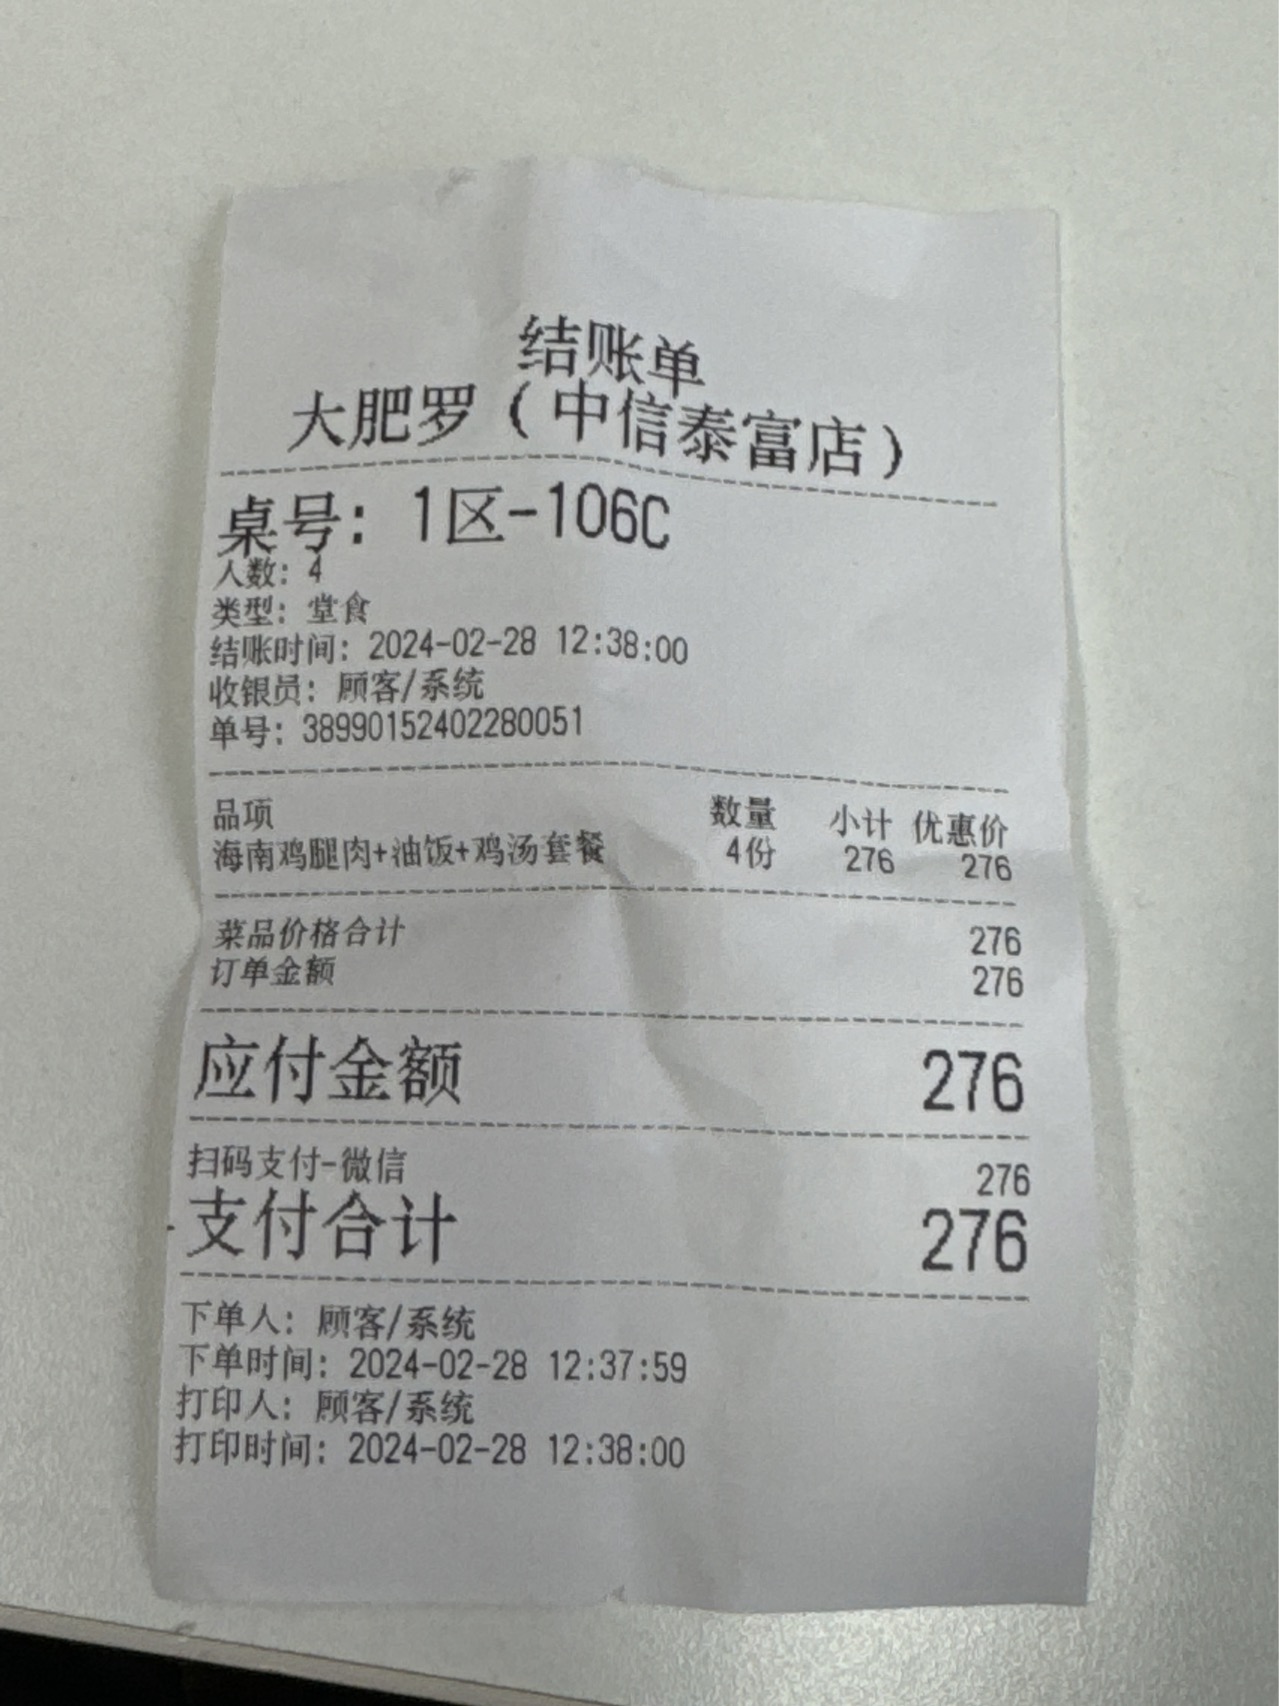 结账单
大肥罗（中信泰富店）
桌号：1区-106C
人数：4
类型：堂食
结账时间：2024-02-28 12:38:00
收银员：顾客/系统
单号：38990152402280051
品项 数量 小计 优惠价
海南鸡腿肉+油饭+鸡汤套餐 4份 276 276
菜品价格合计 276
订单金额 276
应付金额 276
扫码支付-微信 276
支付合计 276
下单人：顾客/系统
下单时间：2024-02-28 12:37:59
打印人：顾客/系统
打印时间：2024-02-28 12:38:00